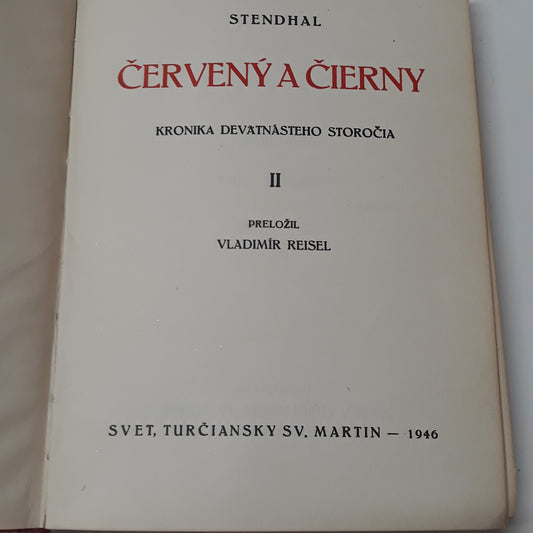 STENDHAL
ČERVENÝ A ČIERNY
KRONIKA DEVÄTNÁSTEHO STOROČIA
II
PRELOŽIL
VLADIMÍR REISEL
SVET, TURČIANSKY SV. MARTIN — 1946